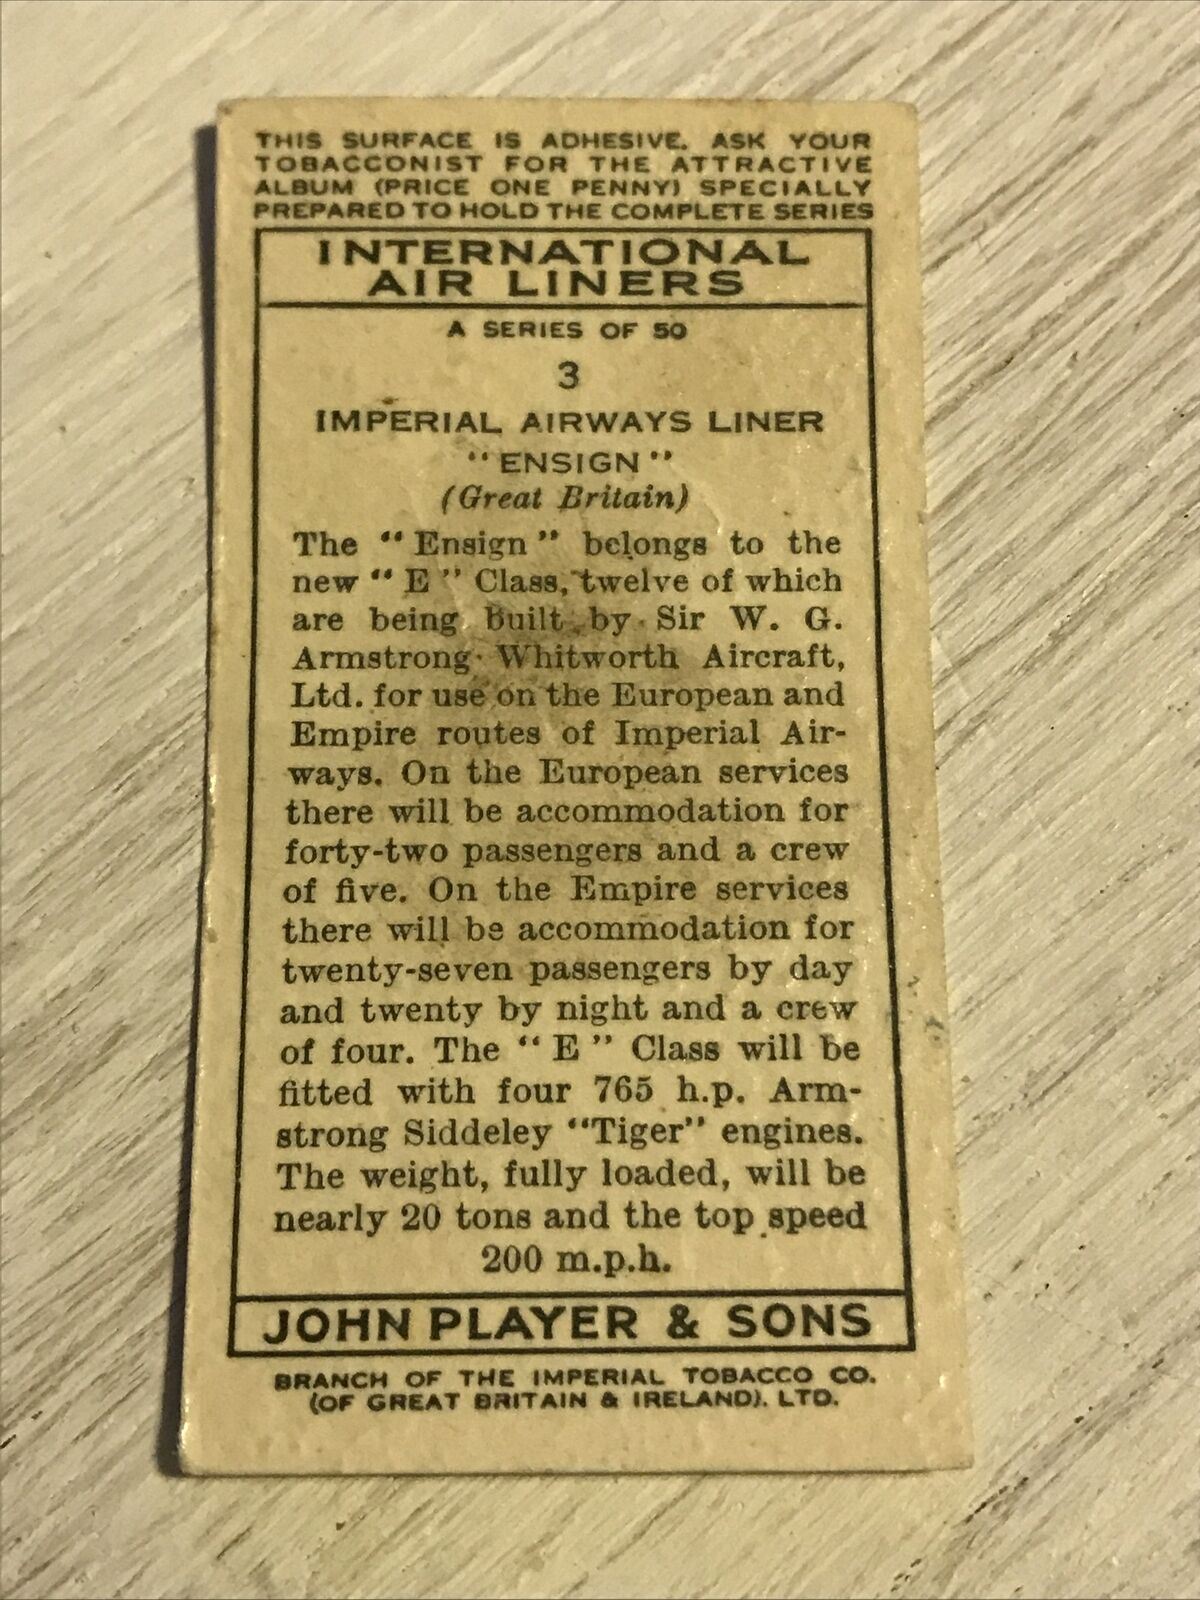 THIS SURFACE IS ADHESIVE. ASK YOUR
TOBACCONIST FOR THE ATTRACTIVE
ALBUM (PRICE ONE PENNY) SPECIALLY
PREPARED TO HOLD THE COMPLETE SERIES
INTERNATIONAL
AIR LINERS
A SERIES OF 50
3
IMPERIAL AIRWAYS LINER
"ENSIGN"
(Great Britain)
The "Ensign" belongs to the
new "E" Class, twelve of which
are being built by Sir W. G.
Armstrong Whitworth Aircraft,
Ltd. for use on the European and
Empire routes of Imperial Air-
ways. On the European services
there will be accommodation for
forty-two passengers and a crew
of five. On the Empire services
there will be accommodation for
twenty-seven passengers by day
and twenty by night and a crew
of four. The "E" Class will be
fitted with four 765 h.p. Arm-
strong Siddeley "Tiger" engines.
The weight, fully loaded, will be
nearly 20 tons and the top speed
200 m.p.h.
JOHN PLAYER & SONS
BRANCH OF THE IMPERIAL TOBACCO CO.
(OF GREAT BRITAIN & IRELAND). LTD.